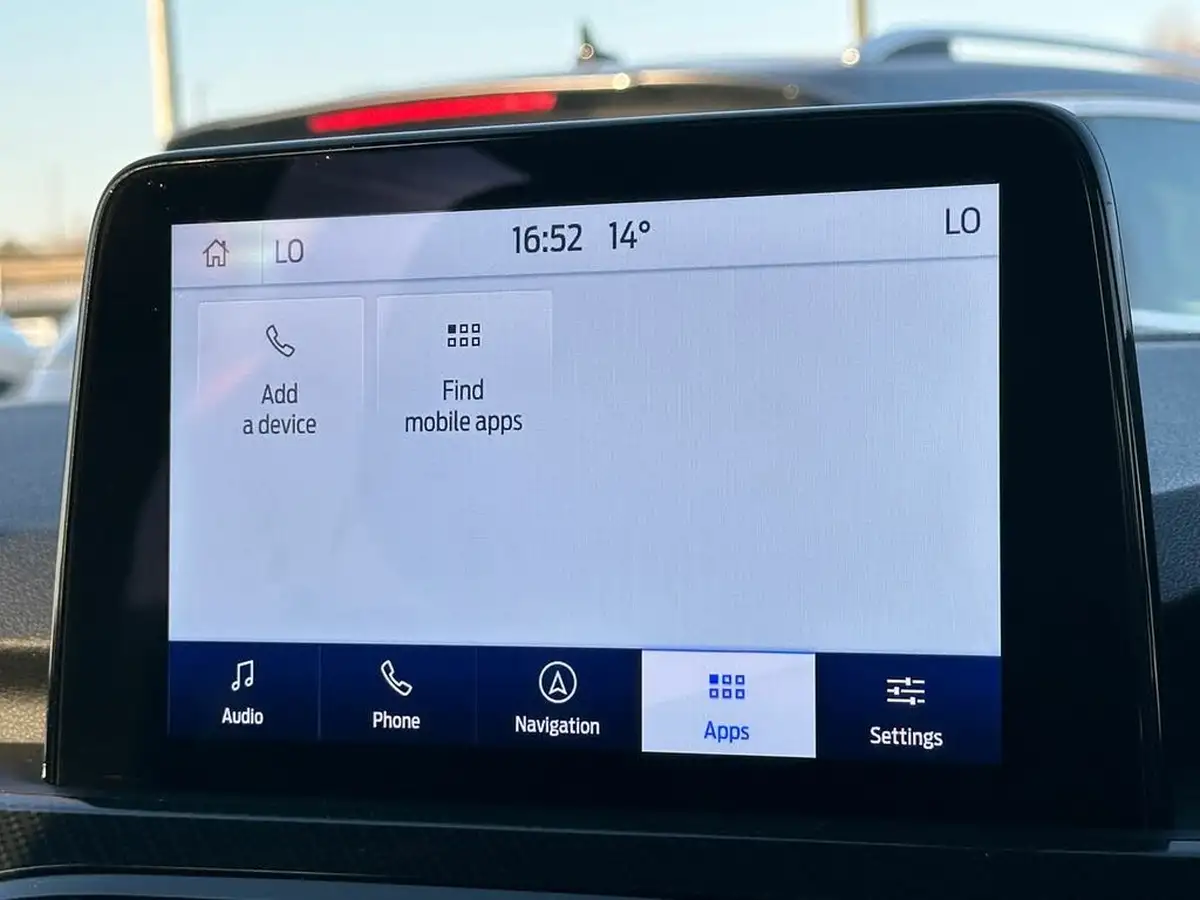 LO 16:52 14° LO
Add
a device
Find
mobile apps
Audio Phone Navigation Apps Settings